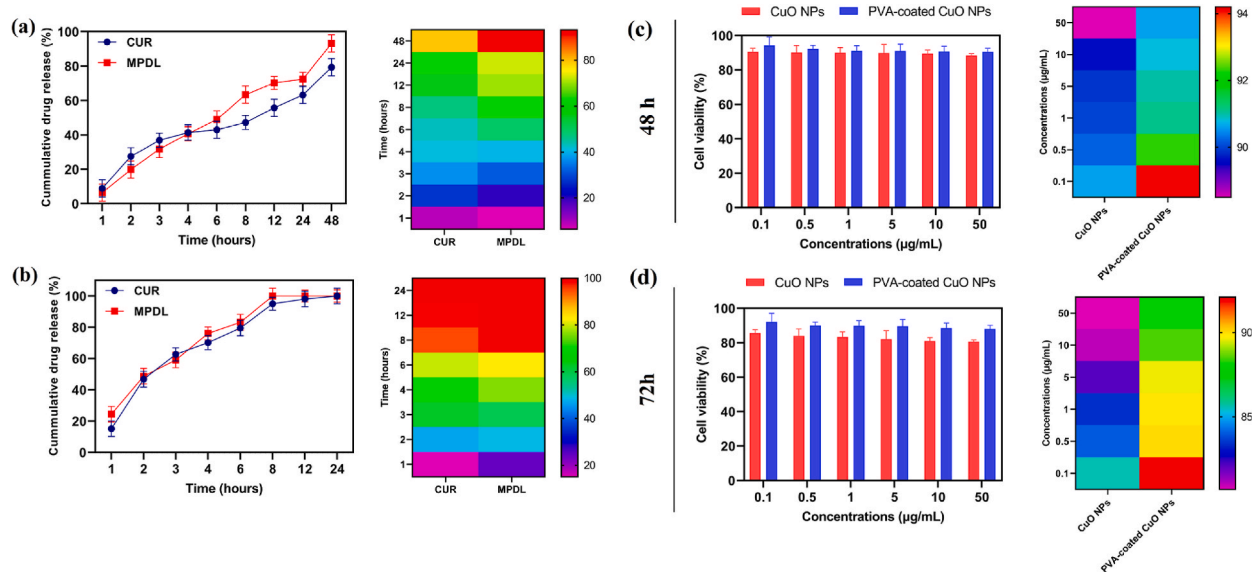 (a)
Cummulative drug release (%)
100
80
60
40
20
0
CUR
MPDL
1 2 3 4 6 8 12 24 48
Time (hours)
Time (hours)
48
24
12
8
6
4
3
2
1
CUR MPDL
80
60
40
20
(b)
Cummulative drug release (%)
100
80
60
40
20
0
CUR
MPDL
1 2 3 4 6 8 12 24
Time (hours)
Time (hours)
24
12
8
6
4
3
2
1
CUR MPDL
100
80
60
40
20
48 h
(c)
CuO NPs PVA-coated CuO NPs
Cell viability (%)
100
80
60
40
20
0
0.1 0.5 1 5 10 50
Concentrations (µg/mL)
Concentrations (µg/mL)
50
10
5
1
0.5
0.1
CuO NPs
PVA-coated CuO NPs
94
92
90
72h
(d)
CuO NPs PVA-coated CuO NPs
Cell viability (%)
100
80
60
40
20
0
0.1 0.5 1 5 10 50
Concentrations (µg/mL)
Concentrations (µg/mL)
50
10
5
1
0.5
0.1
CuO NPs
PVA-coated CuO NPs
90
85